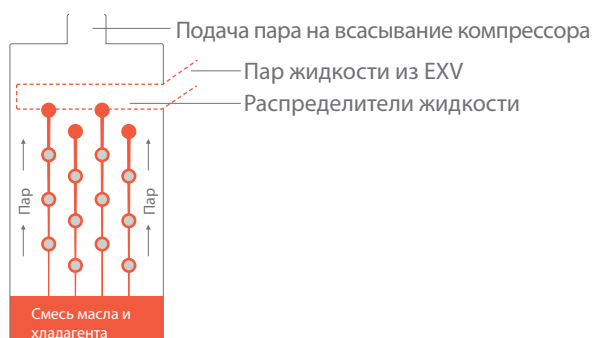 Подача пара на всасывание компрессора
Пар жидкости из EXV
Распределители жидкости
Пар
Пар
Смесь масла и
хладагента